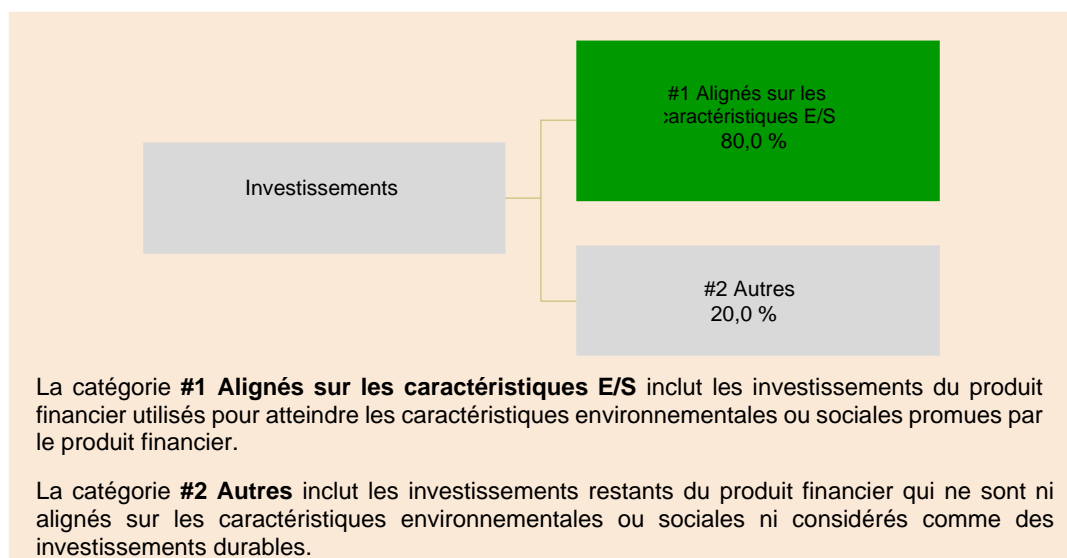 #1 Alignés sur les
caractéristiques E/S
80,0 %
Investissements
#2 Autres
20,0 %
La catégorie #1 Alignés sur les caractéristiques E/S inclut les investissements du produit
financier utilisés pour atteindre les caractéristiques environnementales ou sociales promues par
le produit financier.
La catégorie #2 Autres inclut les investissements restants du produit financier qui ne sont ni
alignés sur les caractéristiques environnementales ou sociales ni considérés comme des
investissements durables.